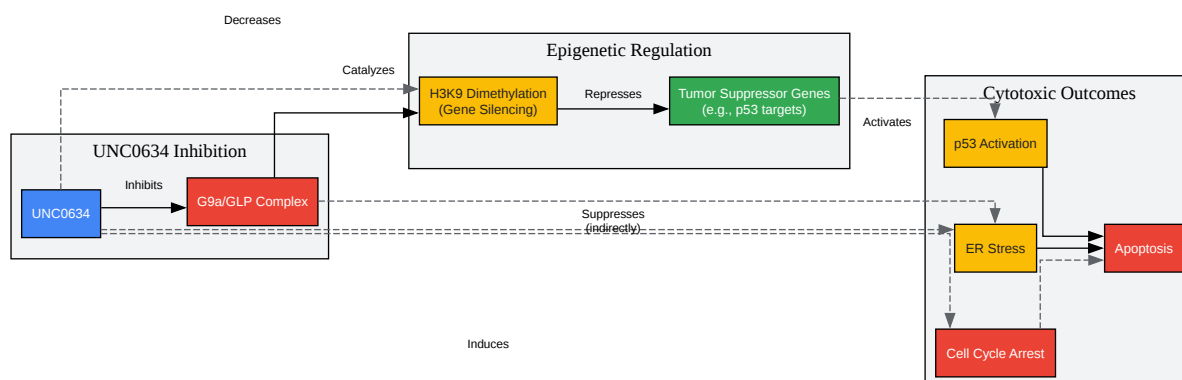 Decreases
Epigenetic Regulation
Catalyzes
H3K9 Dimethylation
(Gene Silencing)
Represses
Tumor Suppressor Genes
(e.g., p53 targets)
Cytotoxic Outcomes
Activates
p53 Activation
UNC0634 Inhibition
Inhibits
UNC0634
G9a/GLP Complex
Suppresses
(indirectly)
ER Stress
Apoptosis
Induces
Cell Cycle Arrest